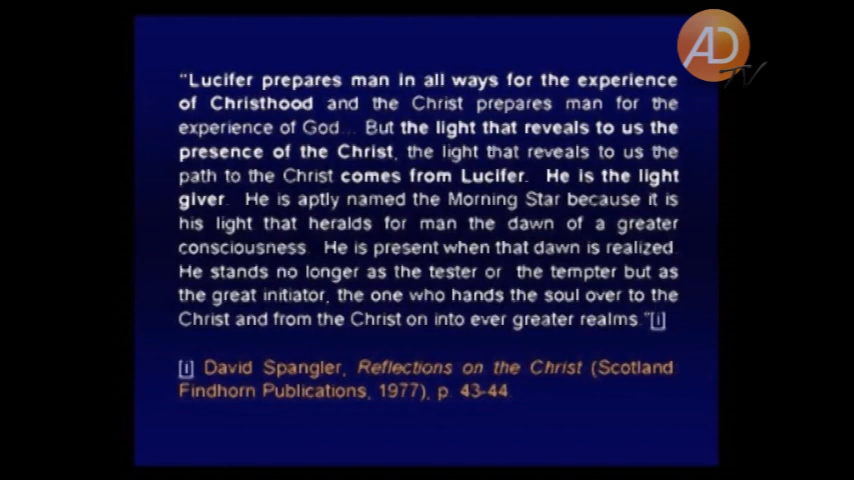 AD
TV
"Lucifer prepares man in all ways for the experience
of Christhood and the Christ prepares man for the
experience of God... But the light that reveals to us the
presence of the Christ, the light that reveals to us the
path to the Christ comes from Lucifer. He is the light
giver. He is aptly named the Morning Star because it is
his light that heralds for man the dawn of a greater
consciousness. He is present when that dawn is realized.
He stands no longer as the tester or the tempter but as
the great initiator, the one who hands the soul over to the
Christ and from the Christ on into ever greater realms."[i]
[i] David Spangler, Reflections on the Christ (Scotland:
Findhorn Publications, 1977), p. 43-44.